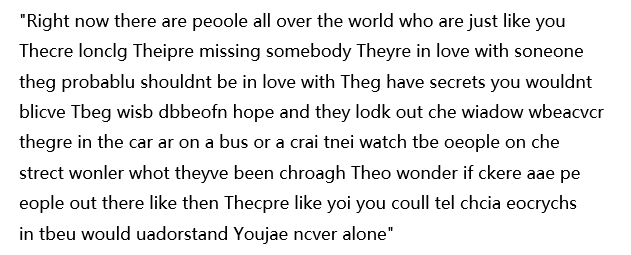 "Right now there are peoole all over the world who are just like you
Thecre lonclg Theipre missing somebody Theyre in love with soneone
theg probablu shouldnt be in love with Theg have secrets you wouldnt
blicve Tbeg wisb dbbeofn hope and they lodk out che wiadow wbeacvcr
thegre in the car ar on a bus or a crai tnei watch tbe oeople on che
strect wonler whot theyve been chroagh Theo wonder if ckere aae pe
eople out there like then Thecpre like yoi you coull tel chcia eocrychs
in tbeu would uadorstand Youjae ncver alone"